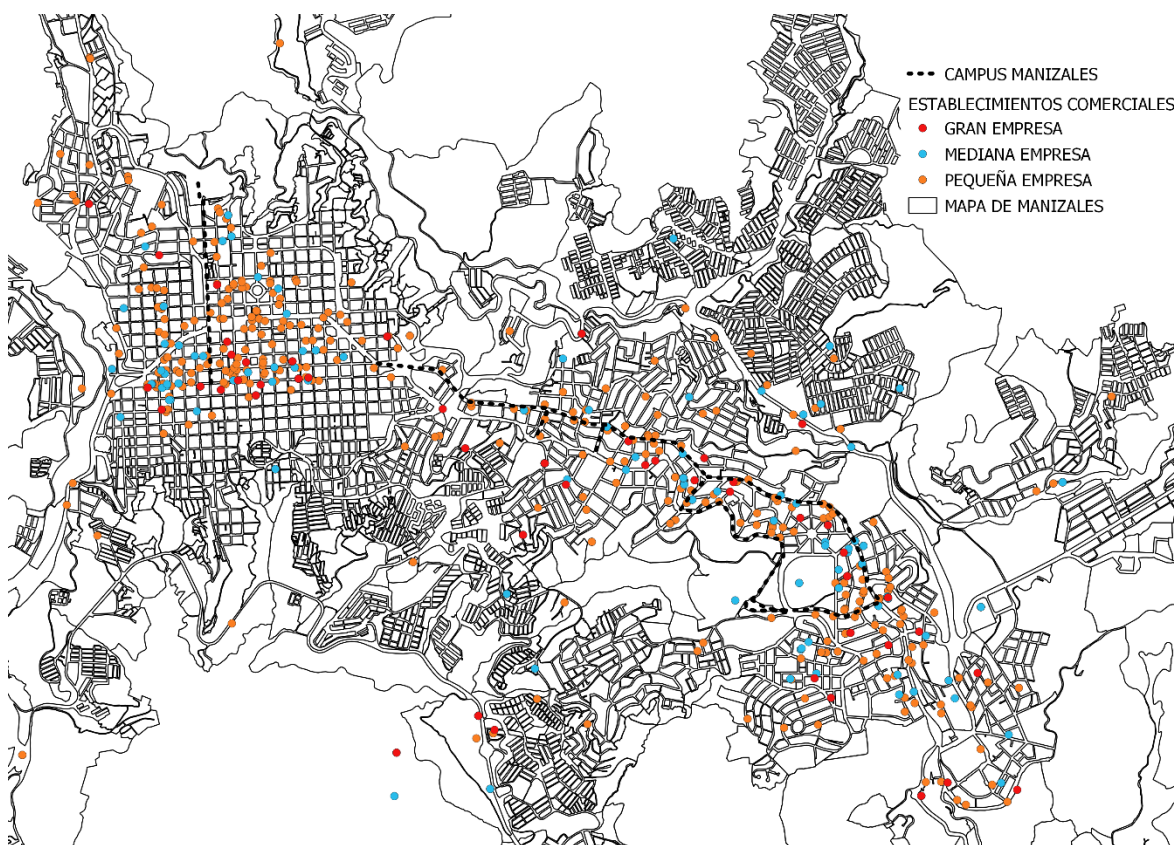 CAMPUS MANIZALES
ESTABLECIMIENTOS COMERCIALES
GRAN EMPRESA
MEDIANA EMPRESA
PEQUEÑA EMPRESA
MAPA DE MANIZALES